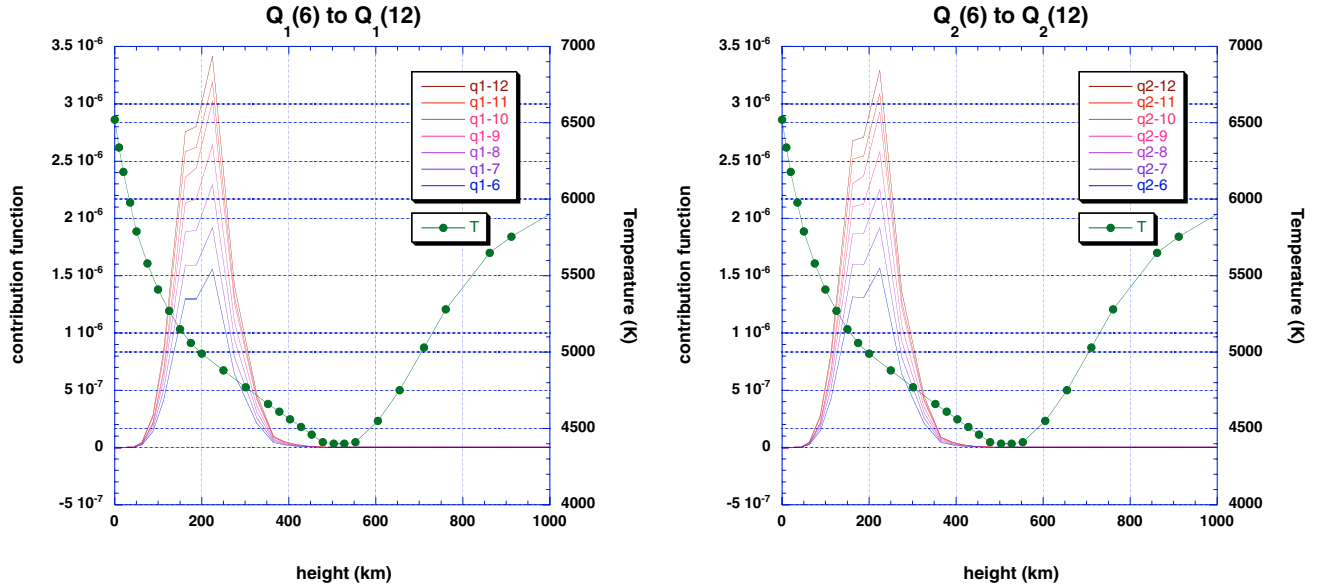 Q1(6) to Q1(12)
contribution function
3.5 10-6
3 10-6
2.5 10-6
2 10-6
1.5 10-6
1 10-6
5 10-7
0
-5 10-7
q1-12
q1-11
q1-10
q1-9
q1-8
q1-7
q1-6
T
7000
6500
6000
5500
5000
4500
4000
Temperature (K)
0 200 400 600 800 1000
height (km)
Q2(6) to Q2(12)
contribution function
3.5 10-6
3 10-6
2.5 10-6
2 10-6
1.5 10-6
1 10-6
5 10-7
0
-5 10-7
q2-12
q2-11
q2-10
q2-9
q2-8
q2-7
q2-6
T
7000
6500
6000
5500
5000
4500
4000
Temperature (K)
0 200 400 600 800 1000
height (km)